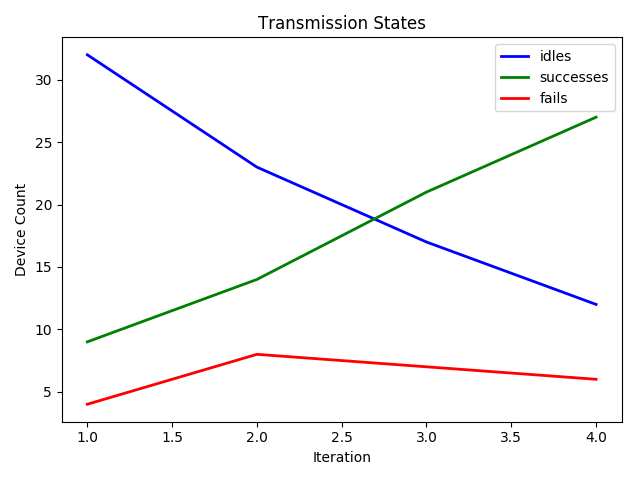 Transmission States
idles
successes
fails
Device Count
30
25
20
15
10
5
1.0 1.5 2.0 2.5 3.0 3.5 4.0
Iteration